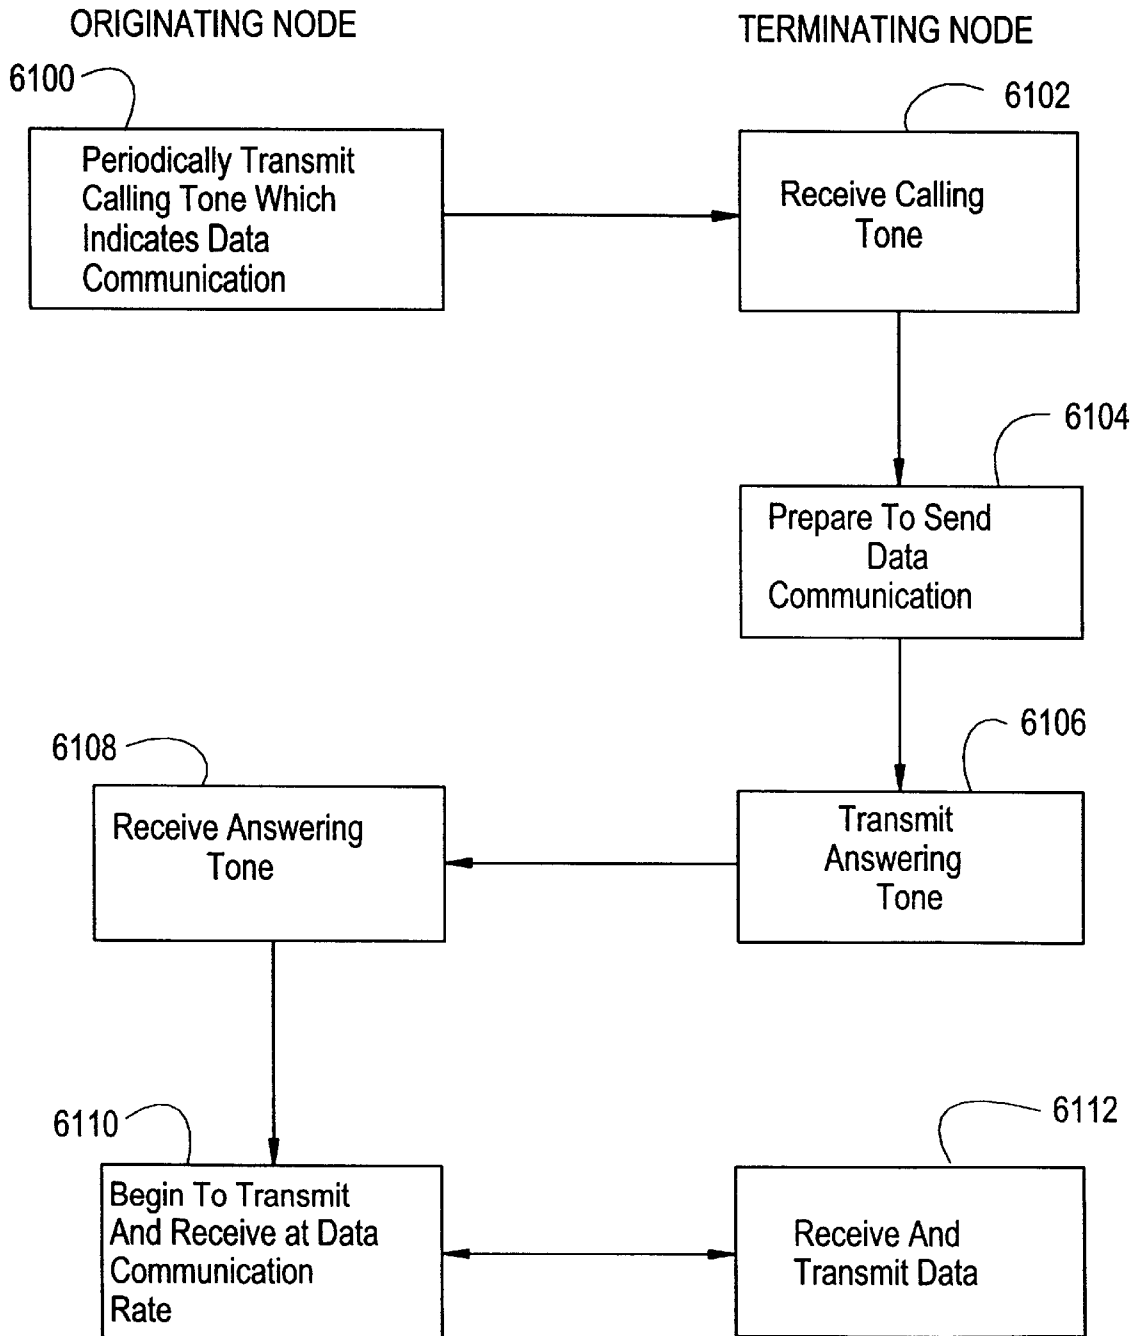 ORIGINATING NODE
TERMINATING NODE
6100
6102
Periodically Transmit
Calling Tone Which
Indicates Data
Communication
Receive Calling
Tone
6104
Prepare To Send
Data
Communication
6106
6108
Transmit
Answering
Tone
Receive Answering
Tone
6110
6112
Begin To Transmit
And Receive at Data
Communication
Rate
Receive And
Transmit Data